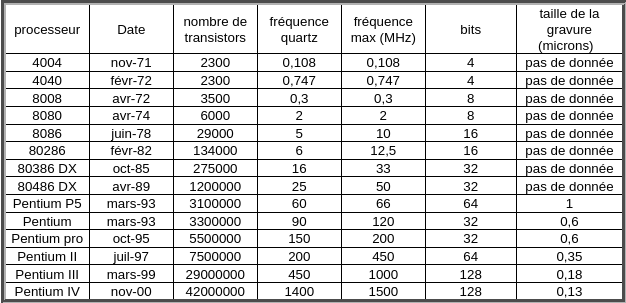 processeur Date nombre de transistors fréquence quartz fréquence max (MHz) bits taille de la gravure (microns)
4004 nov-71 2300 0,108 0,108 4 pas de donnée
4040 févr-72 2300 0,747 0,747 4 pas de donnée
8008 avr-72 3500 0,3 0,3 8 pas de donnée
8080 avr-74 6000 2 2 8 pas de donnée
8086 juin-78 29000 5 10 16 pas de donnée
80286 févr-82 134000 6 12,5 16 pas de donnée
80386 DX oct-85 275000 16 33 32 pas de donnée
80486 DX avr-89 1200000 25 50 32 pas de donnée
Pentium P5 mars-93 3100000 60 66 64 1
Pentium mars-93 3300000 90 120 32 0,6
Pentium pro oct-95 5500000 150 200 32 0,6
Pentium II juil-97 7500000 200 450 64 0,35
Pentium III mars-99 29000000 450 1000 128 0,18
Pentium IV nov-00 42000000 1400 1500 128 0,13